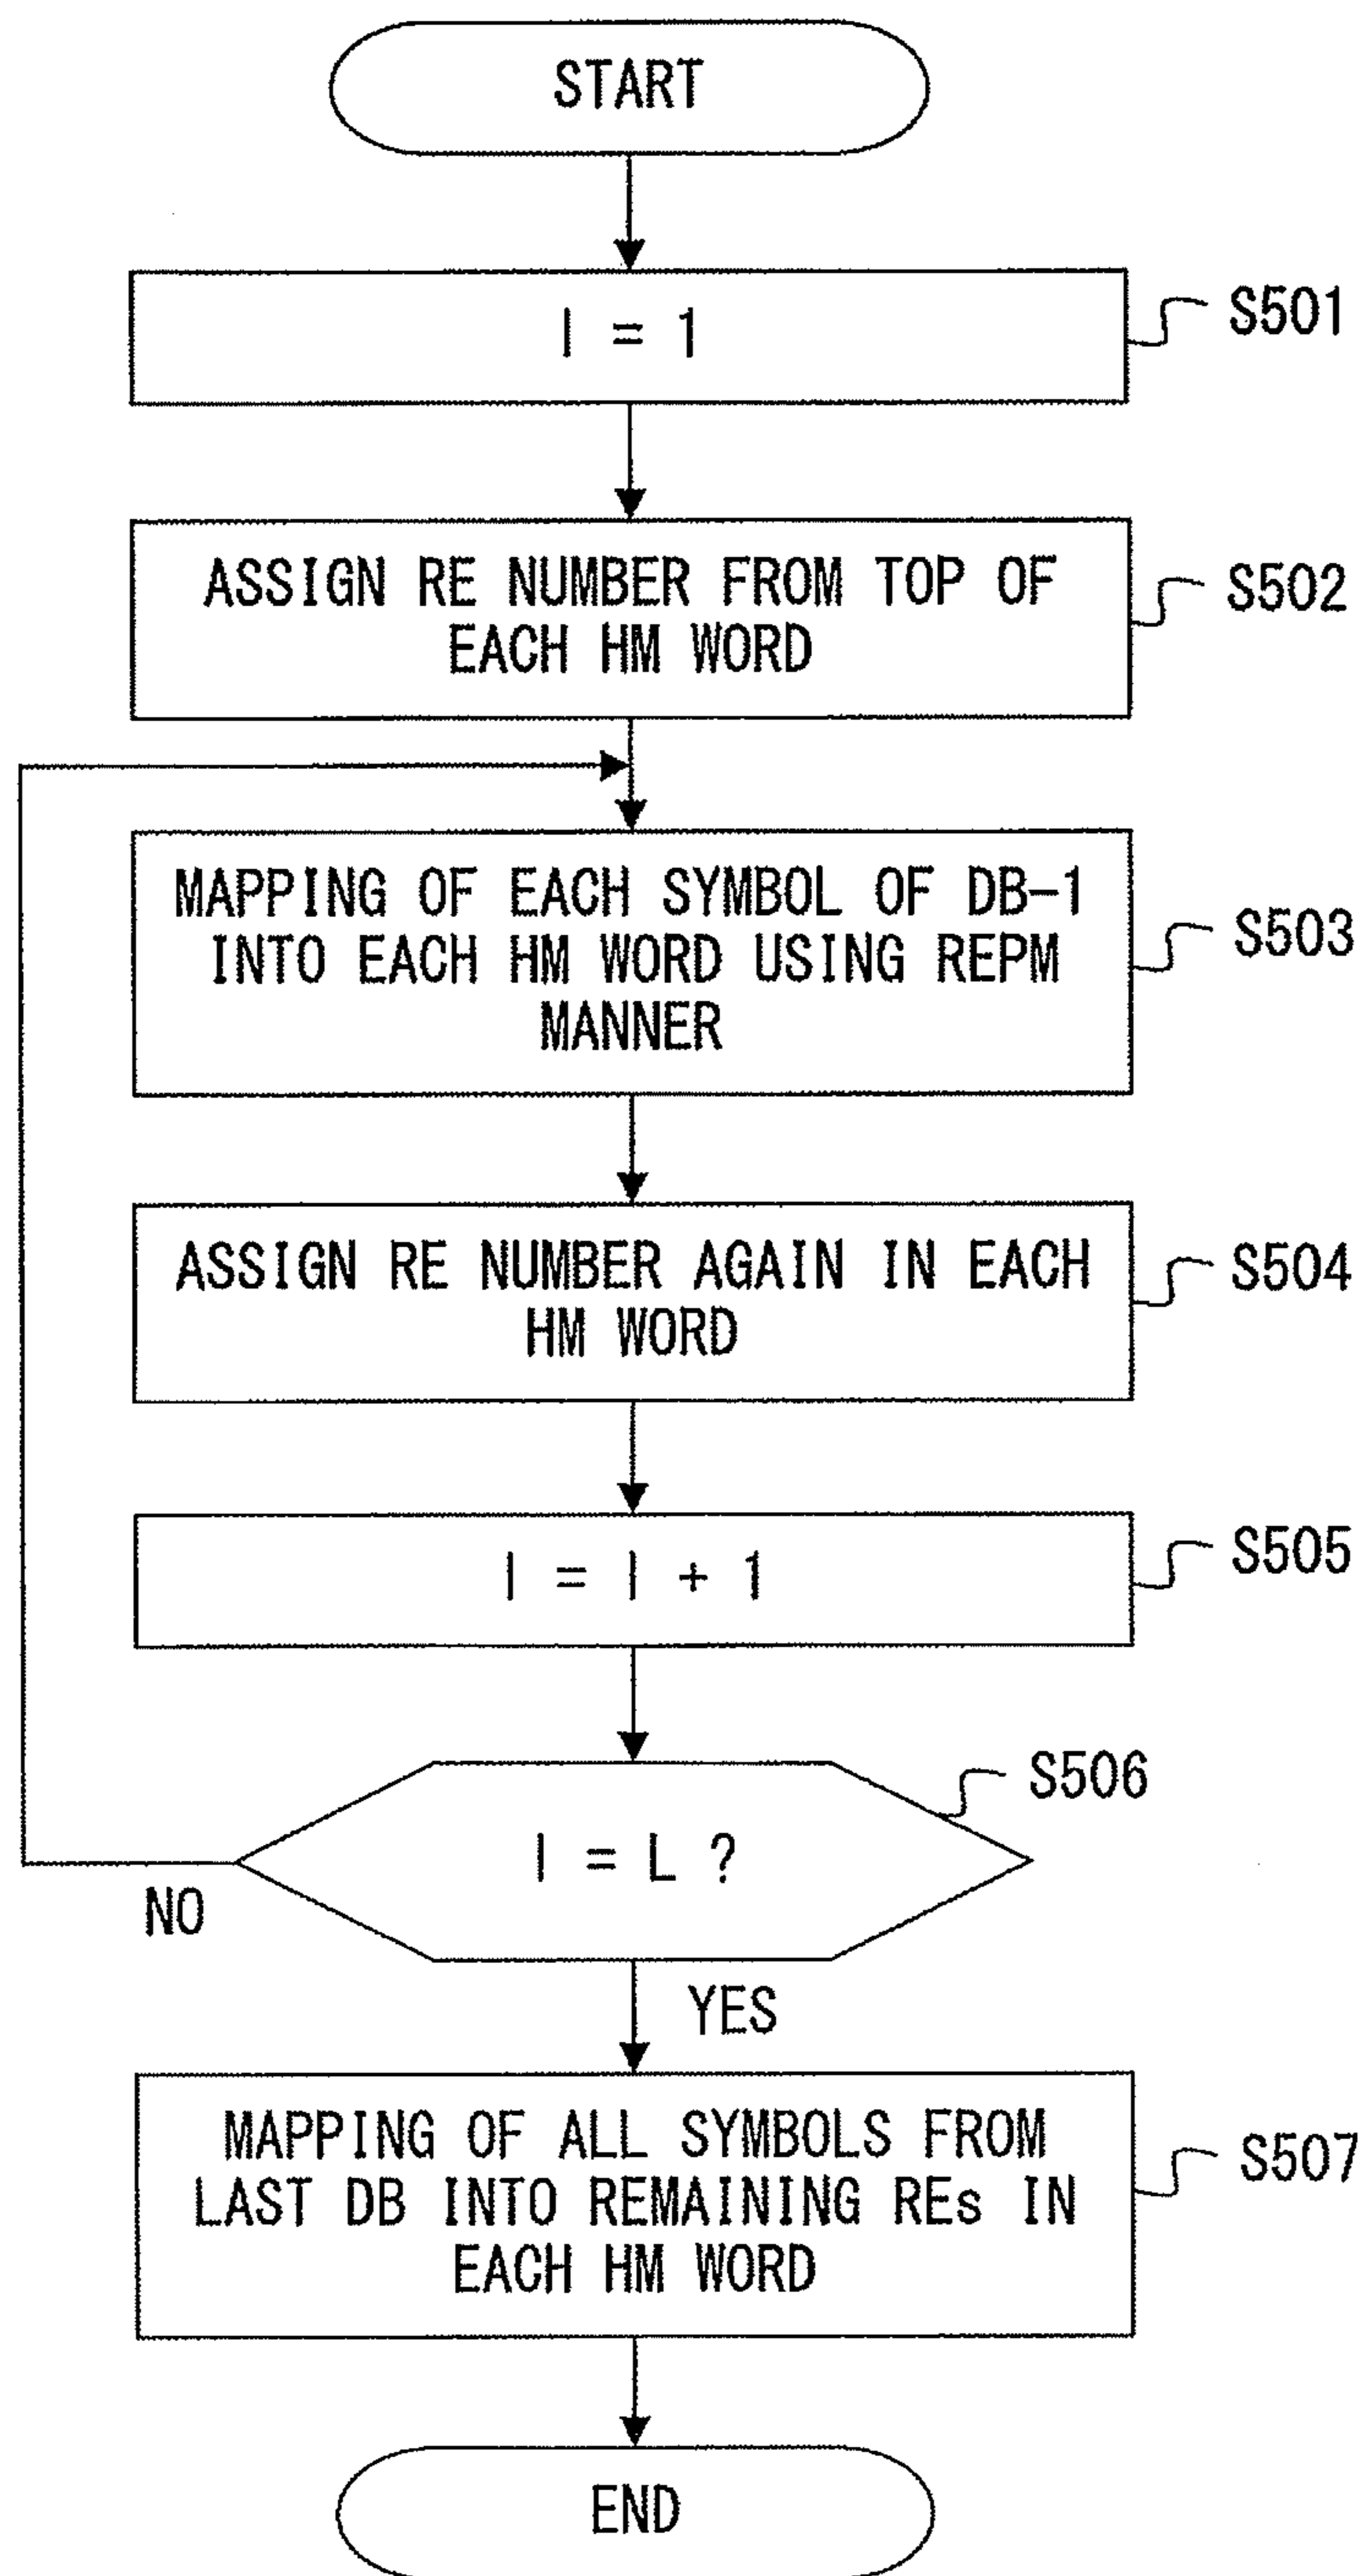 START
l = 1
S501
ASSIGN RE NUMBER FROM TOP OF
EACH HM WORD
S502
MAPPING OF EACH SYMBOL OF DB-1
INTO EACH HM WORD USING REPM
MANNER
S503
ASSIGN RE NUMBER AGAIN IN EACH
HM WORD
S504
l = l + 1
S505
S506
l = L ?
NO
YES
MAPPING OF ALL SYMBOLS FROM
LAST DB INTO REMAINING REs IN
EACH HM WORD
S507
END